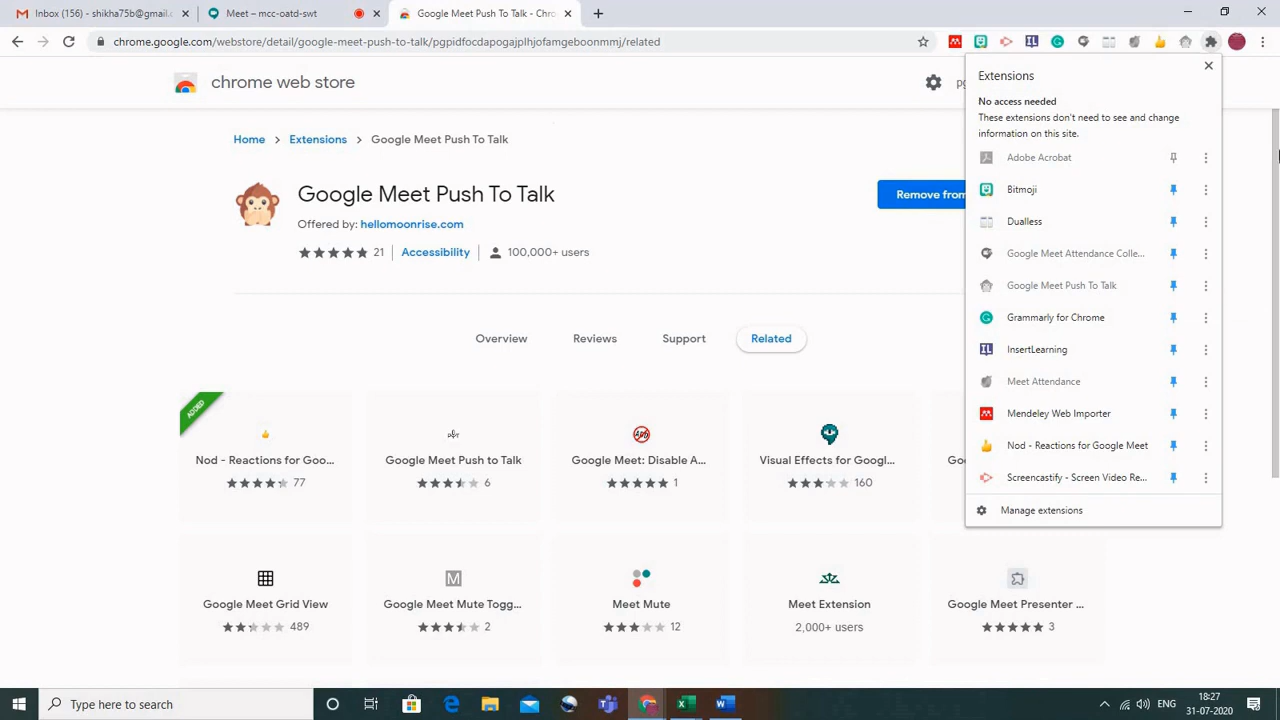 Inbox (156) - shikha75b@gmail.c
Meet – mcc-oatd-swt
Google Meet Push To Talk - Chro
chrome.google.com/webstore/detail/google-meet-push-to-talk/pgpidfocdapogajplhjofamgeboonmmj/related
chrome web store
Home
Extensions
Google Meet Push To Talk
Google Meet Push To Talk
Remove from
Offered by: hellomoonrise.com
21
Accessibility
100,000+ users
Overview
Reviews
Support
Related
ADDED
Nod - Reactions for Goo...
77
Google Meet Push to Talk
6
Google Meet: Disable A...
1
Visual Effects for Googl...
160
Google Meet Grid View
489
Google Meet Mute Togg...
2
Meet Mute
12
Meet Extension
2,000+ users
Google Meet Presenter ...
3
Extensions
No access needed
These extensions don't need to see and change
information on this site.
Adobe Acrobat
Bitmoji
Dualless
Google Meet Attendance Colle...
Google Meet Push To Talk
Grammarly for Chrome
InsertLearning
Meet Attendance
Mendeley Web Importer
Nod - Reactions for Google Meet
Screencastify - Screen Video Re...
Manage extensions
Type here to search
ENG
18:27
31-07-2020